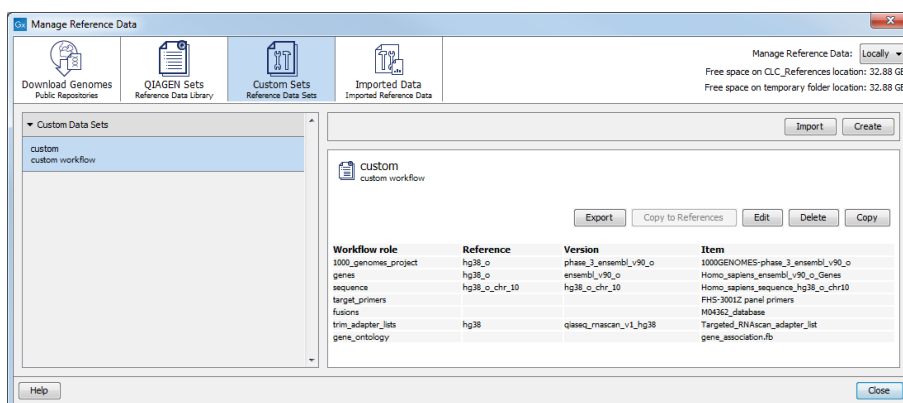 Gx Manage Reference Data
Download Genomes
Public Repositories
QIAGEN Sets
Reference Data Library
Custom Sets
Reference Data Sets
Imported Data
Imported Reference Data
Manage Reference Data: Locally
Free space on CLC_References location: 32.88 GB
Free space on temporary folder location: 32.88 GB
Custom Data Sets
custom
custom workflow
Import Create
custom
custom workflow
Export Copy to References Edit Delete Copy
Workflow role Reference Version Item
1000_genomes_project hg38_o phase_3_ensembl_v90_o 1000GENOMES-phase_3_ensembl_v90_o
genes hg38_o ensembl_v90_o Homo_sapiens_ensembl_v90_o_Genes
sequence hg38_o_chr_10 hg38_o_chr_10 Homo_sapiens_sequence_hg38_o_chr10
target_primers FHS-3001Z panel primers
fusions M04362_database
trim_adapter_lists hg38 qiaseq_rnascan_v1_hg38 Targeted_RNAscan_adapter_list
gene_ontology gene_association.fb
Help Close